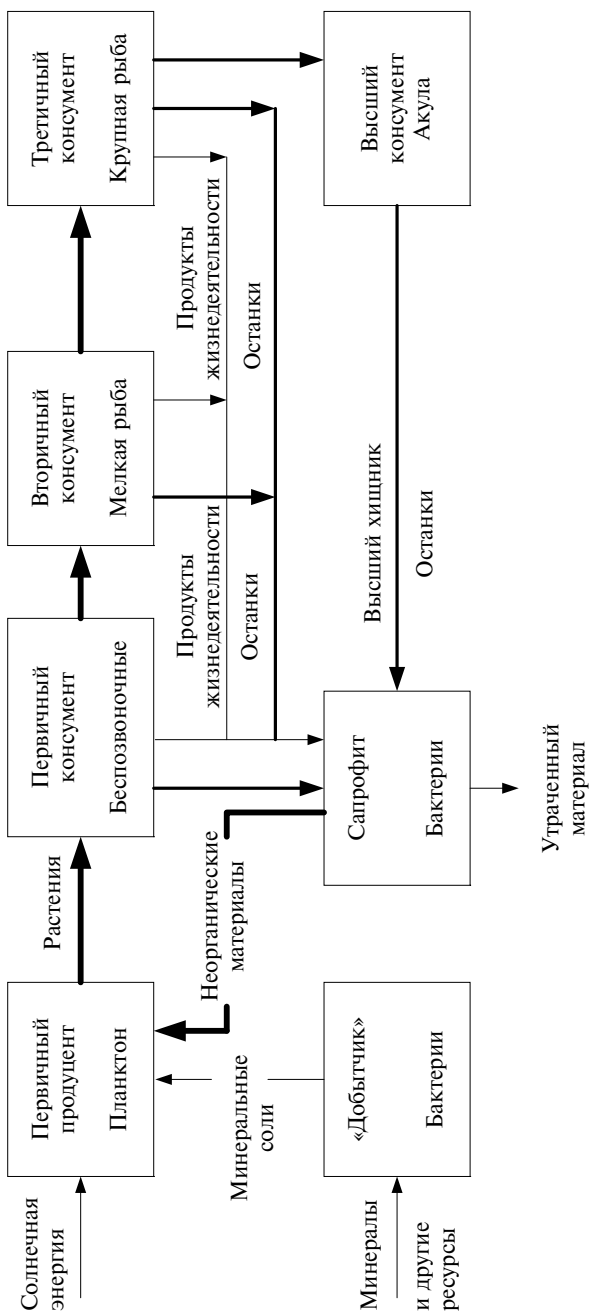 Солнечная
энергия
Первичный
продуцент
Планктон
Растения
Первичный
консумент
Беспозвоночные
Вторичный
консумент
Мелкая рыба
Третичный
консумент
Крупная рыба
Минеральные
соли
Неорганические
материалы
Продукты
жизнедеятельности
Останки
Продукты
жизнедеятельности
Останки
Минералы
и другие
ресурсы
«Добытчик»
Бактерии
Сапрофит
Бактерии
Высший хищник
Останки
Высший
консумент
Акула
Утраченный
материал